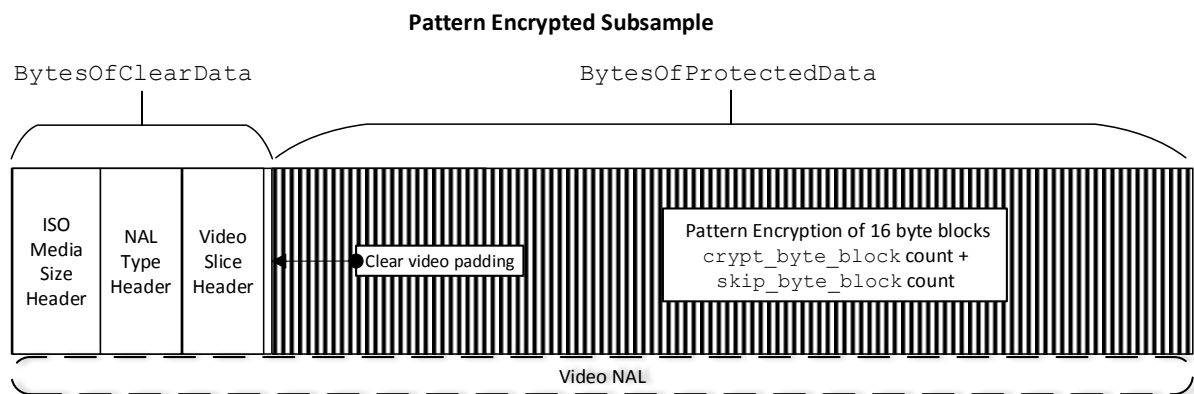 Pattern Encrypted Subsample
BytesOfClearData
BytesOfProtectedData
ISO
Media
Size
Header
NAL
Type
Header
Video
Slice
Header
Clear video padding
Pattern Encryption of 16 byte blocks
crypt_byte_block count +
skip_byte_block count
Video NAL